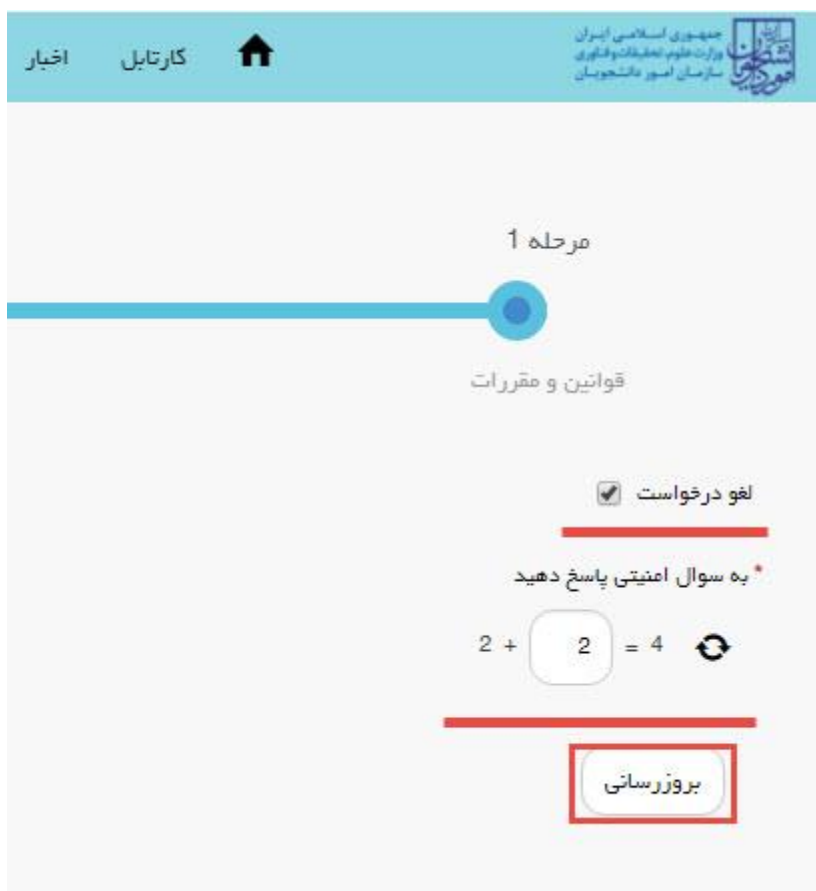 جمهوری اسلامی ایران
وزارت علوم، تحقیقات و فناوری
سازمان امور دانشجویان
کارتابل
اخبار
مرحله 1
قوانین و مقررات
لغو درخواست
* به سوال امنیتی پاسخ دهید
2 + 2 = 4
بروزرسانی